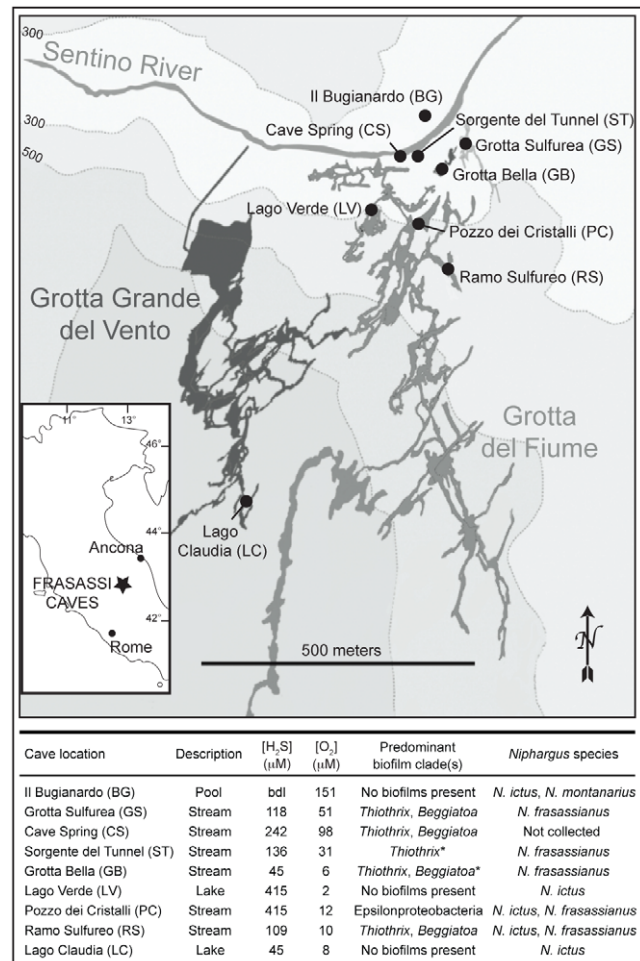 300
Sentino River
Il Bugianardo (BG)
Sorgente del Tunnel (ST)
Cave Spring (CS)
Grotta Sulfurea (GS)
300
500
Grotta Bella (GB)
Lago Verde (LV)
Pozzo dei Cristalli (PC)
Ramo Sulfureo (RS)
Grotta Grande
del Vento
Grotta
del Fiume
11° 13°
46°
44°
42°
Ancona
FRASASSI
CAVES
Rome
Lago
Claudia (LC)
500 meters
N
Cave location Description [H₂S] (μM) [O₂] (μM) Predominant biofilm clade(s) Niphargus species
Il Bugianardo (BG) Pool bdl 151 No biofilms present N. ictus, N. montanarius
Grotta Sulfurea (GS) Stream 118 51 Thiothrix, Beggiatoa N. frasassianus
Cave Spring (CS) Stream 242 98 Thiothrix, Beggiatoa Not collected
Sorgente del Tunnel (ST) Stream 136 31 Thiothrix* N. frasassianus
Grotta Bella (GB) Stream 45 6 Thiothrix, Beggiatoa* N. frasassianus
Lago Verde (LV) Lake 415 2 No biofilms present N. ictus
Pozzo dei Cristalli (PC) Stream 415 12 Epsilonproteobacteria N. ictus, N. frasassianus
Ramo Sulfureo (RS) Stream 109 10 Thiothrix, Beggiatoa N. ictus, N. frasassianus
Lago Claudia (LC) Lake 45 8 No biofilms present N. ictus